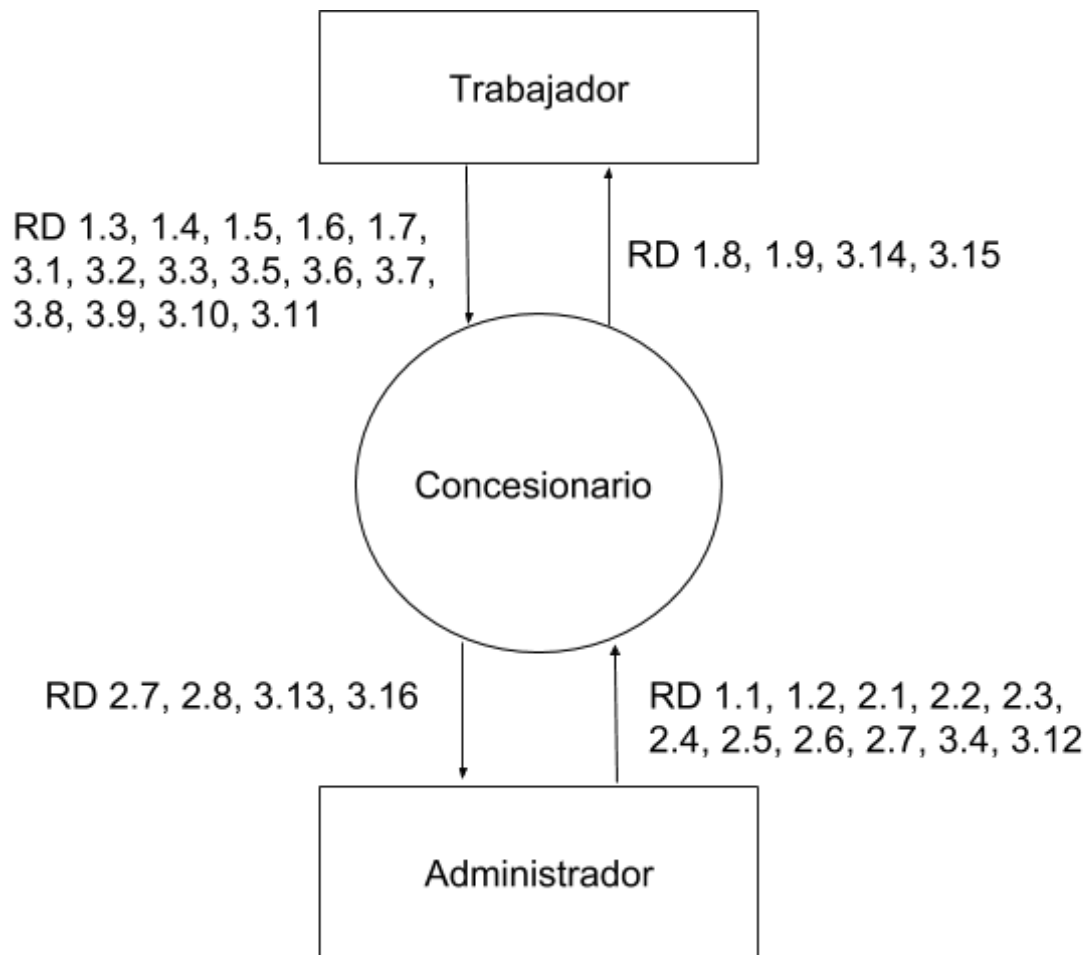 Trabajador
RD 1.3, 1.4, 1.5, 1.6, 1.7,
3.1, 3.2, 3.3, 3.5, 3.6, 3.7,
3.8, 3.9, 3.10, 3.11
RD 1.8, 1.9, 3.14, 3.15
Concesionario
RD 2.7, 2.8, 3.13, 3.16
RD 1.1, 1.2, 2.1, 2.2, 2.3,
2.4, 2.5, 2.6, 2.7, 3.4, 3.12
Administrador